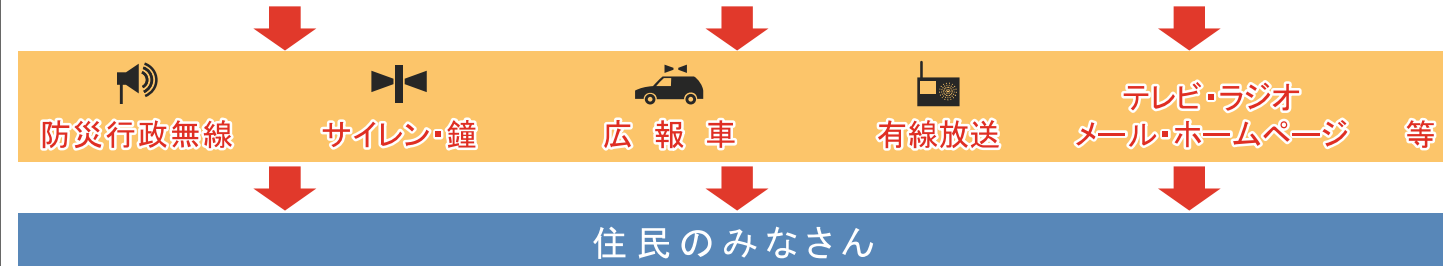 防災行政無線
サイレン・鐘
広報車
有線放送
テレビ・ラジオ
メール・ホームページ 等
住民のみなさん